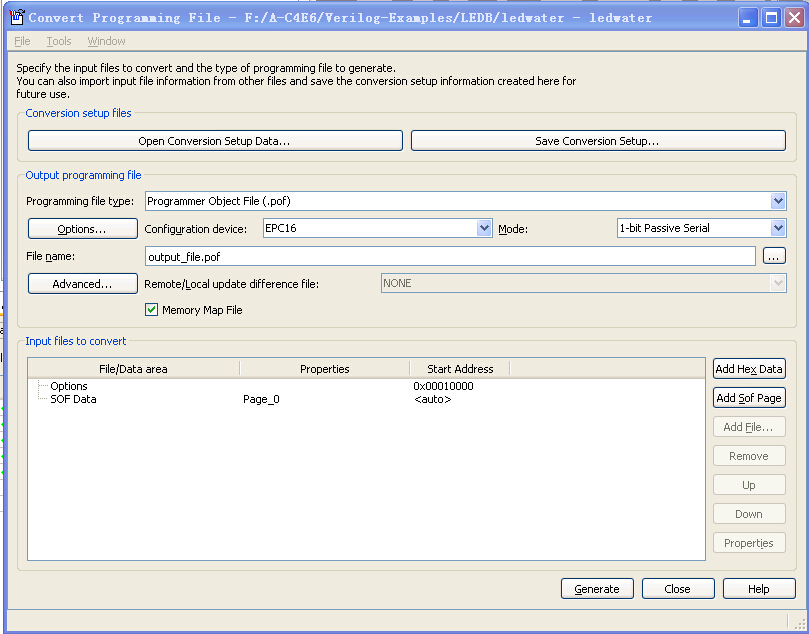 Convert Programming File - F:/A-C4E6/Verilog-Examples/LEDB/ledwater - ledwater
File Tools Window
Specify the input files to convert and the type of programming file to generate.
You can also import input file information from other files and save the conversion setup information created here for
future use.
Conversion setup files
Open Conversion Setup Data... Save Conversion Setup...
Output programming file
Programming file type: Programmer Object File (.pof)
Options... Configuration device: EPC16 Mode: 1-bit Passive Serial
File name: output_file.pof ...
Advanced... Remote/Local update difference file: NONE
Memory Map File
Input files to convert
File/Data area Properties Start Address
Options 0x00010000
SOF Data Page_0 <auto>
Add Hex Data
Add Sof Page
Add File...
Remove
Up
Down
Properties
Generate Close Help